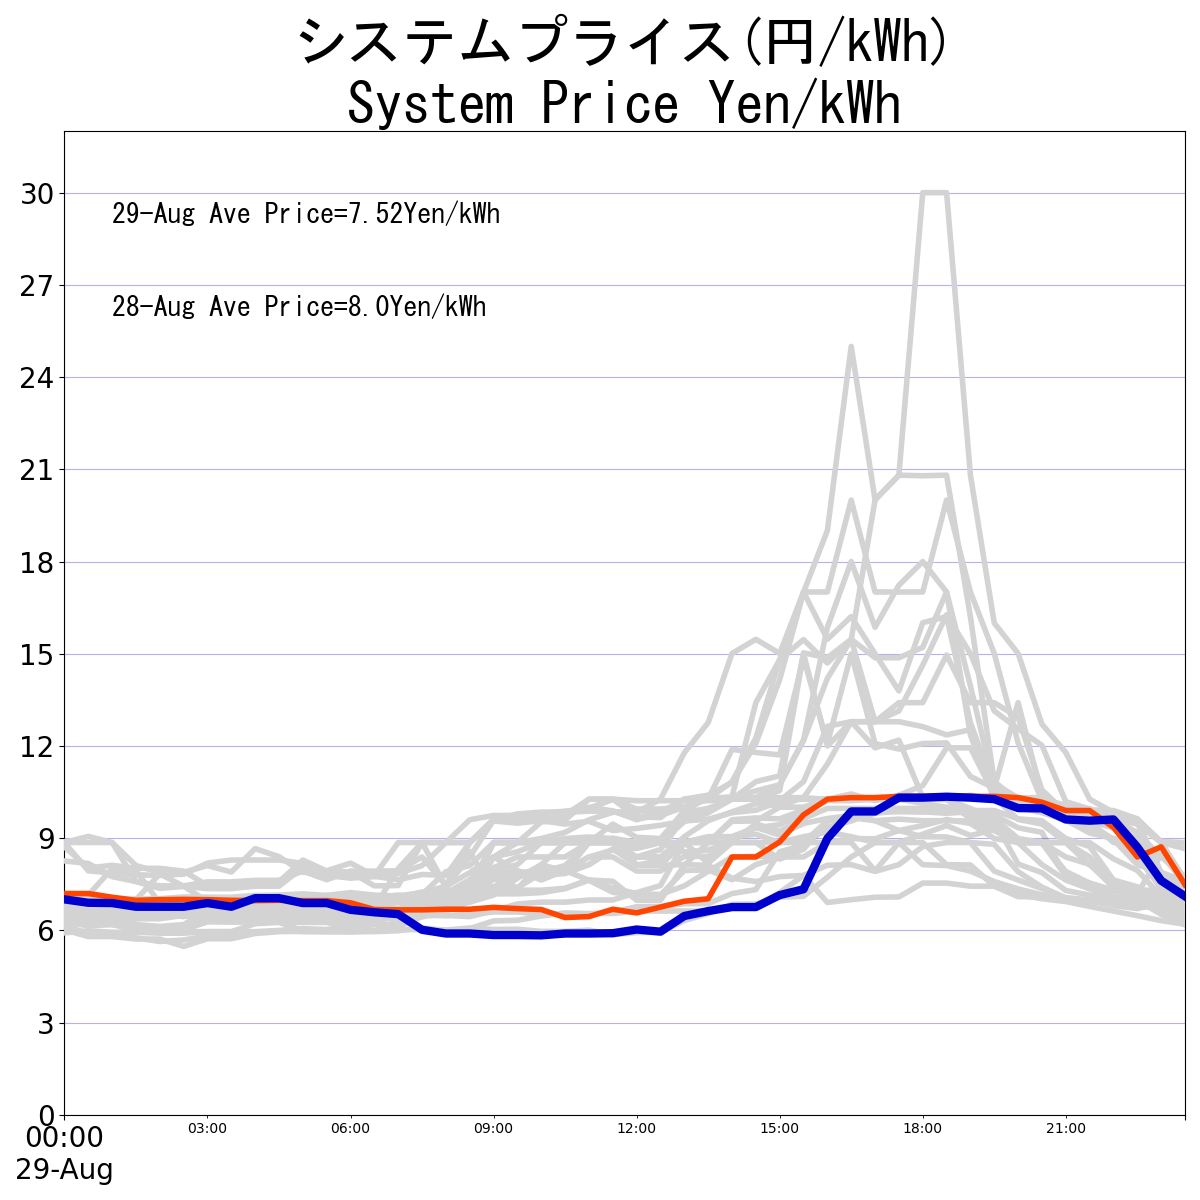 システムプライス(円/kWh)
System Price Yen/kWh
30
29-Aug Ave Price=7.52Yen/kWh
27
28-Aug Ave Price=8.0Yen/kWh
24
21
18
15
12
9
6
3
0
00:00 03:00 06:00 09:00 12:00 15:00 18:00 21:00
29-Aug